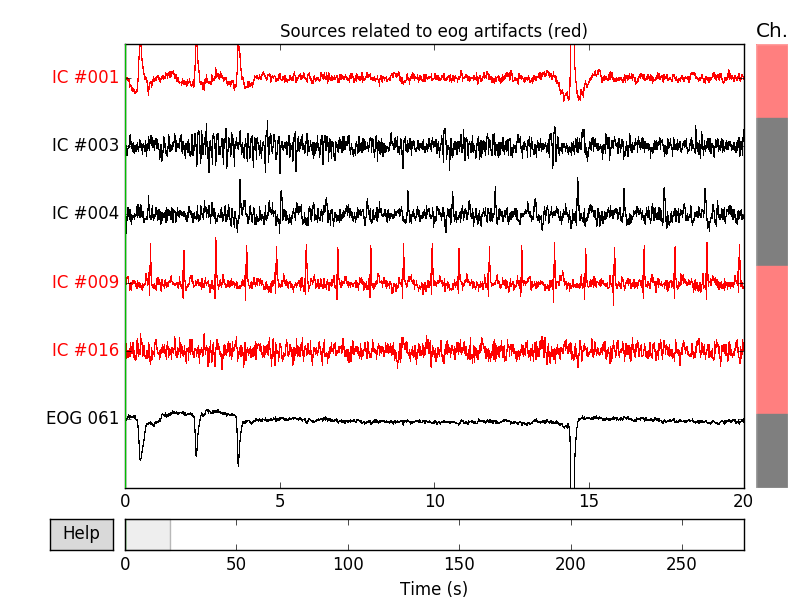 Sources related to eog artifacts (red)
Ch.
IC #001
IC #003
IC #004
IC #009
IC #016
EOG 061
0 5 10 15 20
Help
0 50 100 150 200 250
Time (s)